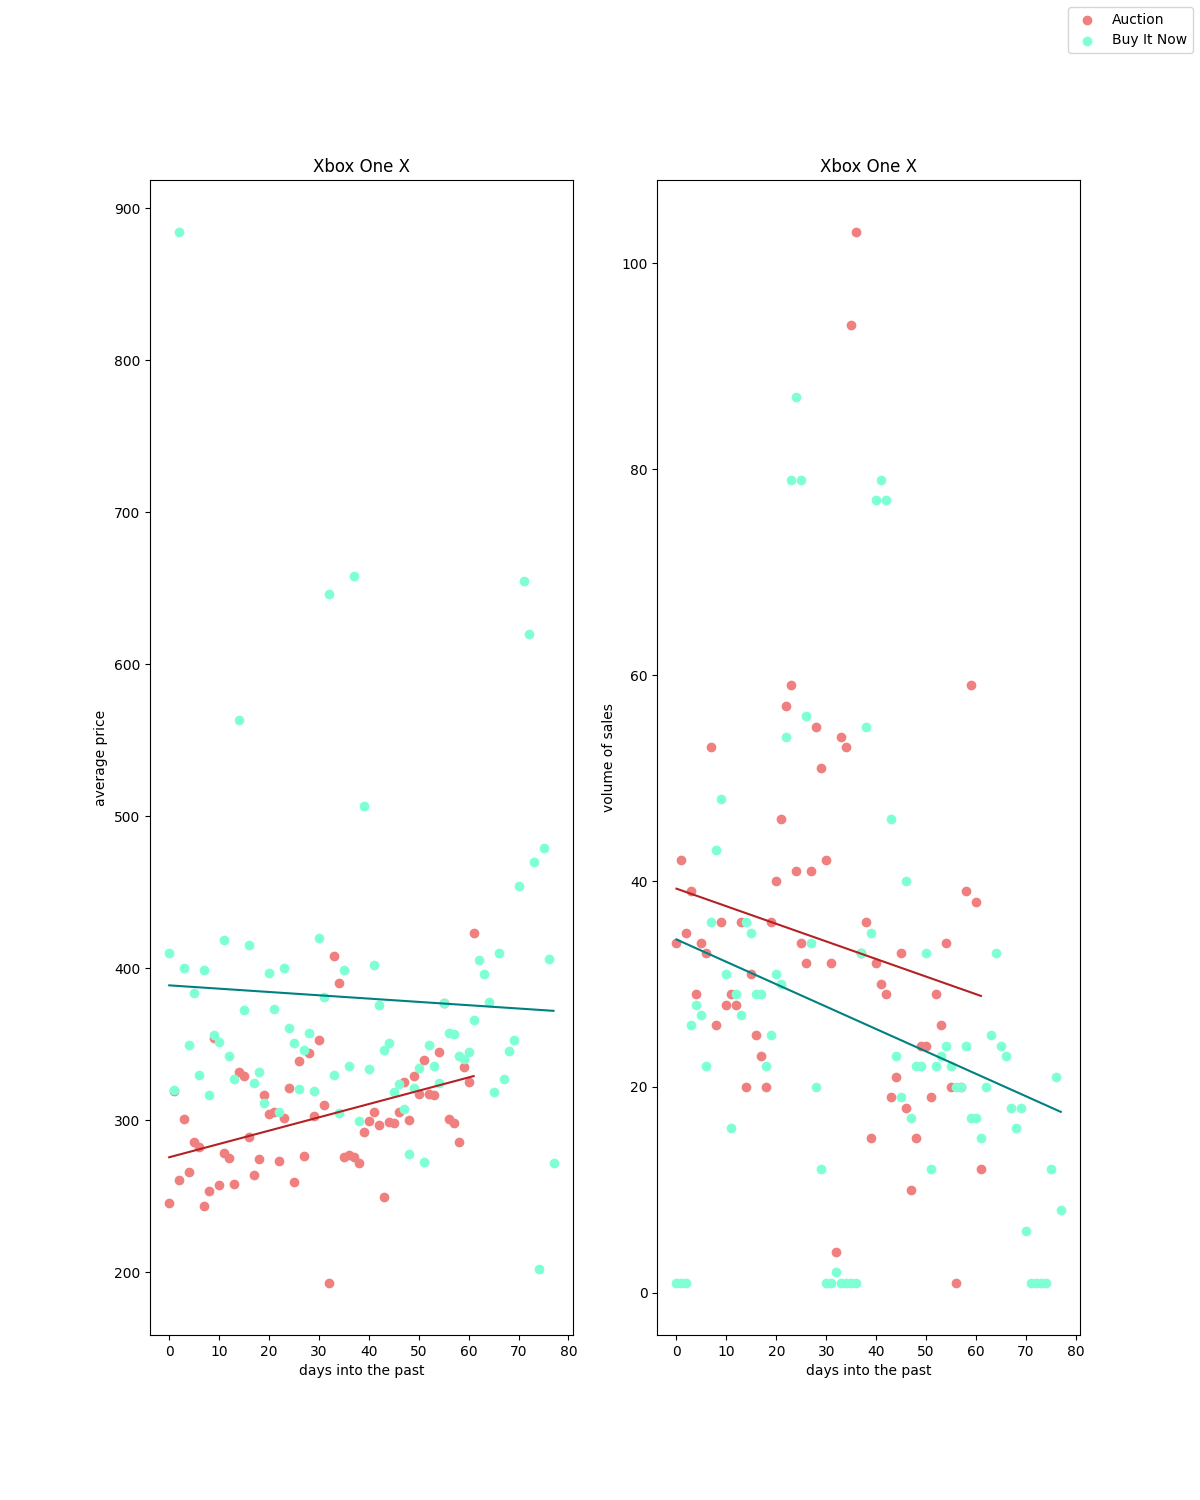 Auction
Buy It Now
Xbox One X
900
800
700
600
500
400
300
200
average price
0 10 20 30 40 50 60 70 80
days into the past
Xbox One X
100
80
60
40
20
0
volume of sales
0 10 20 30 40 50 60 70 80
days into the past